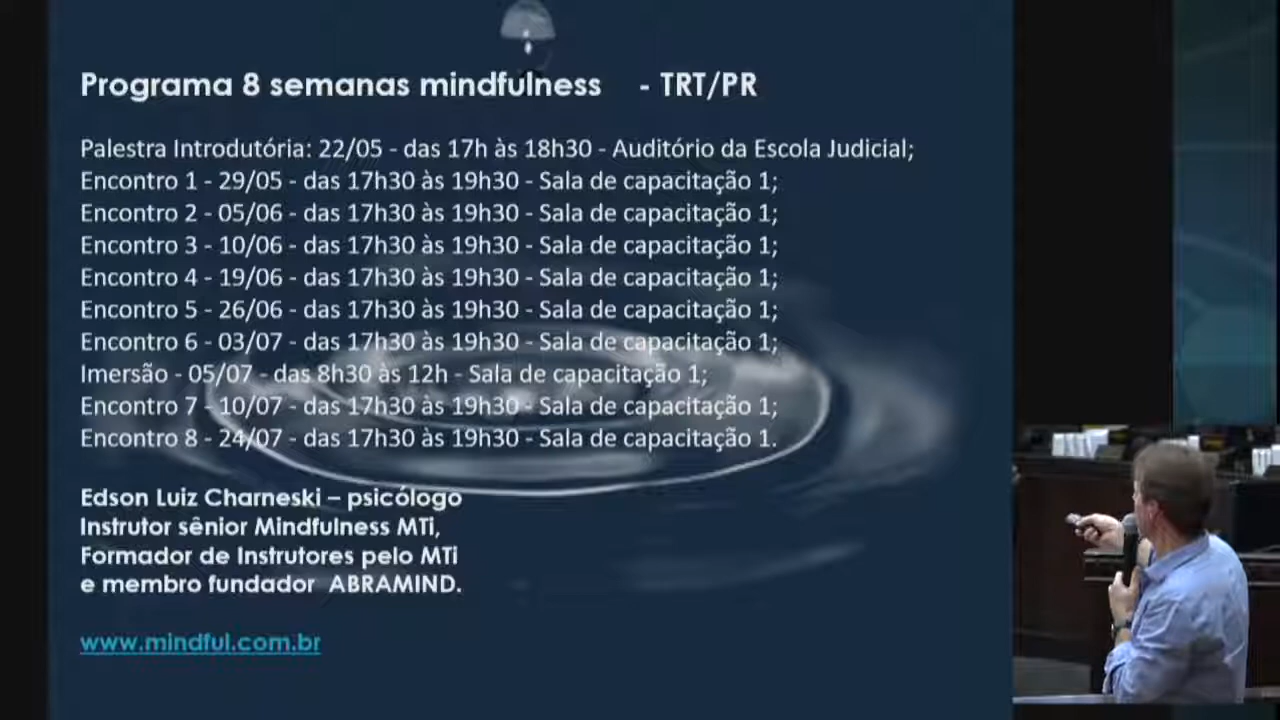 Programa 8 semanas mindfulness - TRT/PR
Palestra Introdutória: 22/05 - das 17h às 18h30 - Auditório da Escola Judicial;
Encontro 1 - 29/05 - das 17h30 às 19h30 - Sala de capacitação 1;
Encontro 2 - 05/06 - das 17h30 às 19h30 - Sala de capacitação 1;
Encontro 3 - 10/06 - das 17h30 às 19h30 - Sala de capacitação 1;
Encontro 4 - 19/06 - das 17h30 às 19h30 - Sala de capacitação 1;
Encontro 5 - 26/06 - das 17h30 às 19h30 - Sala de capacitação 1;
Encontro 6 - 03/07 - das 17h30 às 19h30 - Sala de capacitação 1;
Imersão - 05/07 - das 8h30 às 12h - Sala de capacitação 1;
Encontro 7 - 10/07 - das 17h30 às 19h30 - Sala de capacitação 1;
Encontro 8 - 24/07 - das 17h30 às 19h30 - Sala de capacitação 1.
Edson Luiz Charneski – psicólogo
Instrutor sênior Mindfulness MTi,
Formador de Instrutores pelo MTi
e membro fundador ABRAMIND.
www.mindful.com.br